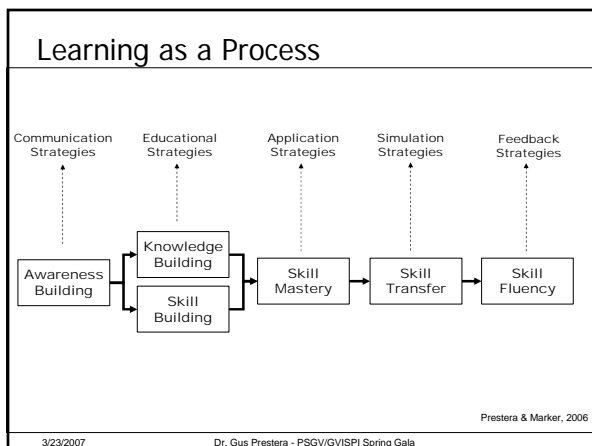 Learning as a Process
Communication
Strategies
Educational
Strategies
Application
Strategies
Simulation
Strategies
Feedback
Strategies
Awareness
Building
Knowledge
Building
Skill
Building
Skill
Mastery
Skill
Transfer
Skill
Fluency
Prestera & Marker, 2006
3/23/2007
Dr. Gus Prestera - PSGV/GVISPI Spring Gala